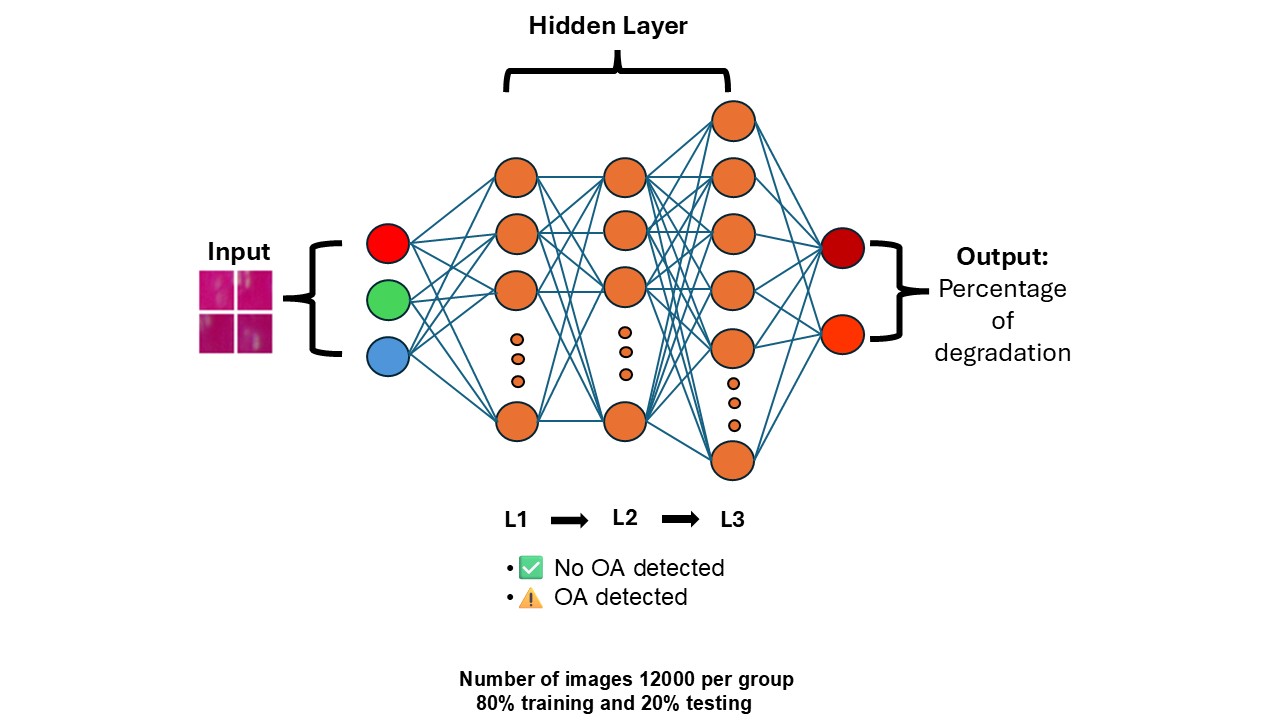 Hidden Layer
Input
Output:
Percentage
of
degradation
L1 L2 L3
• ✅ No OA detected
• ⚠️ OA detected
Number of images 12000 per group
80% training and 20% testing